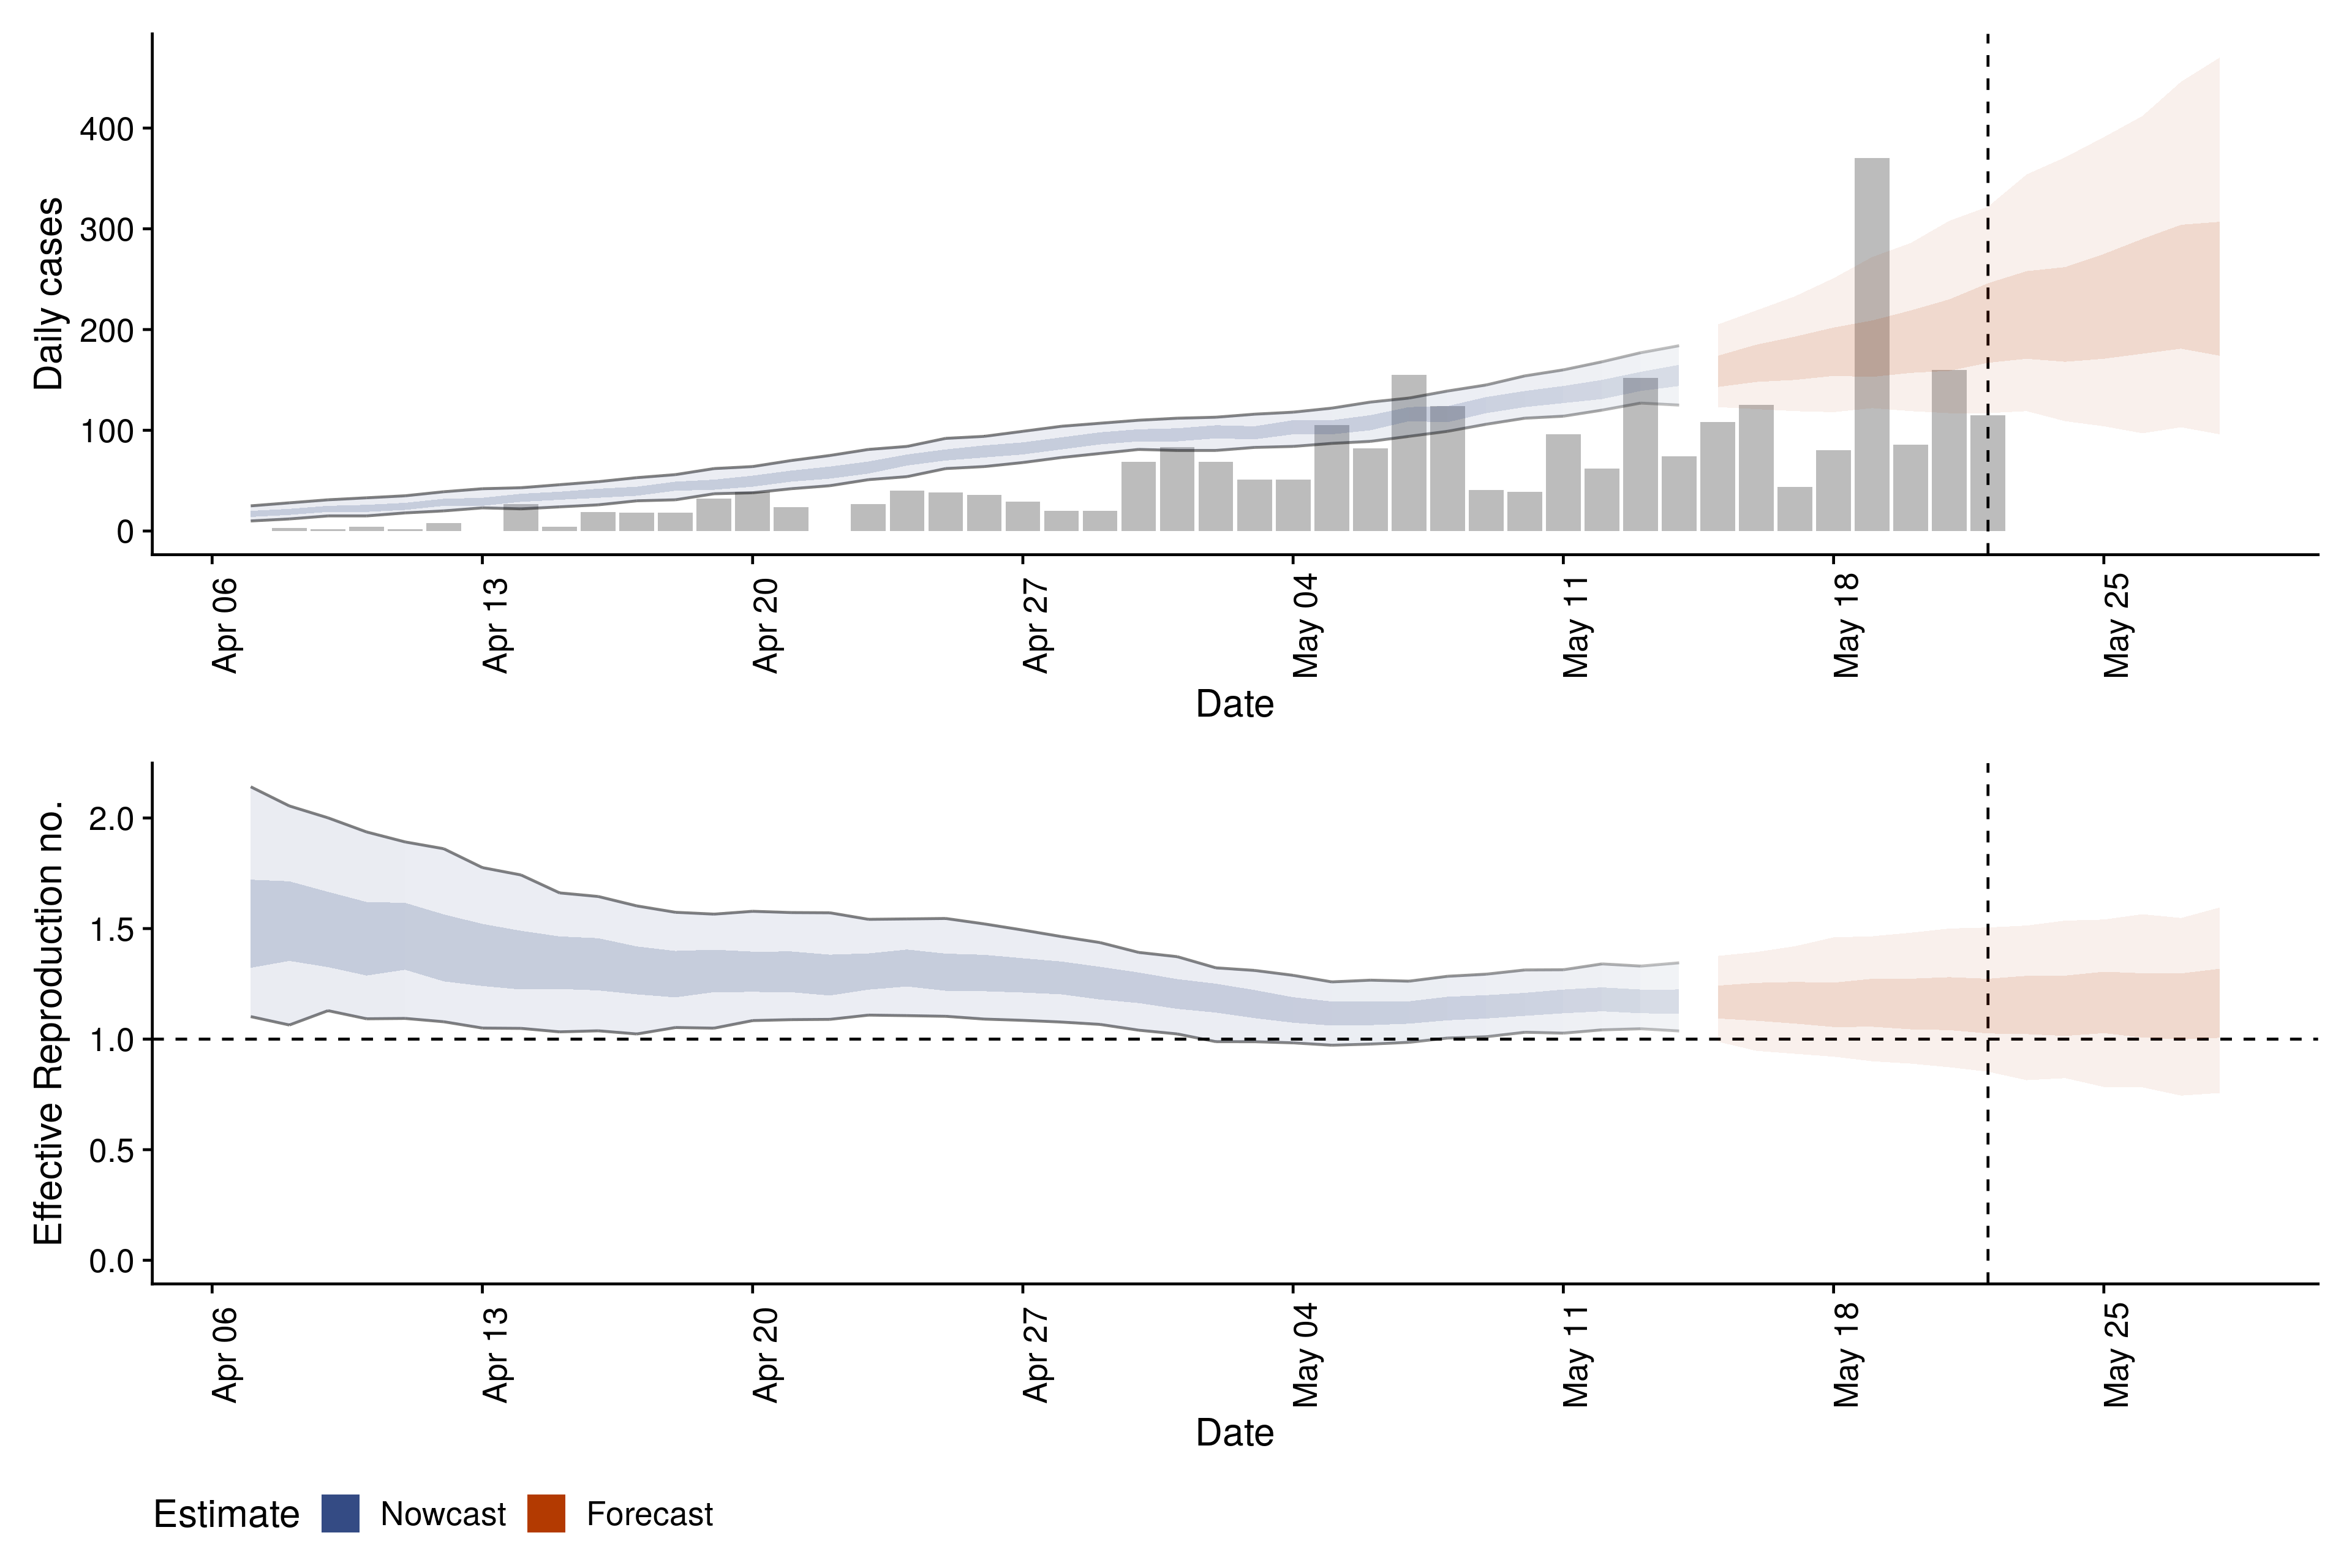 Daily cases
400
300
200
100
0
Apr 06
Apr 13
Apr 20
Apr 27
May 04
May 11
May 18
May 25
Date
Effective Reproduction no.
2.0
1.5
1.0
0.5
0.0
Apr 06
Apr 13
Apr 20
Apr 27
May 04
May 11
May 18
May 25
Date
Estimate Nowcast Forecast